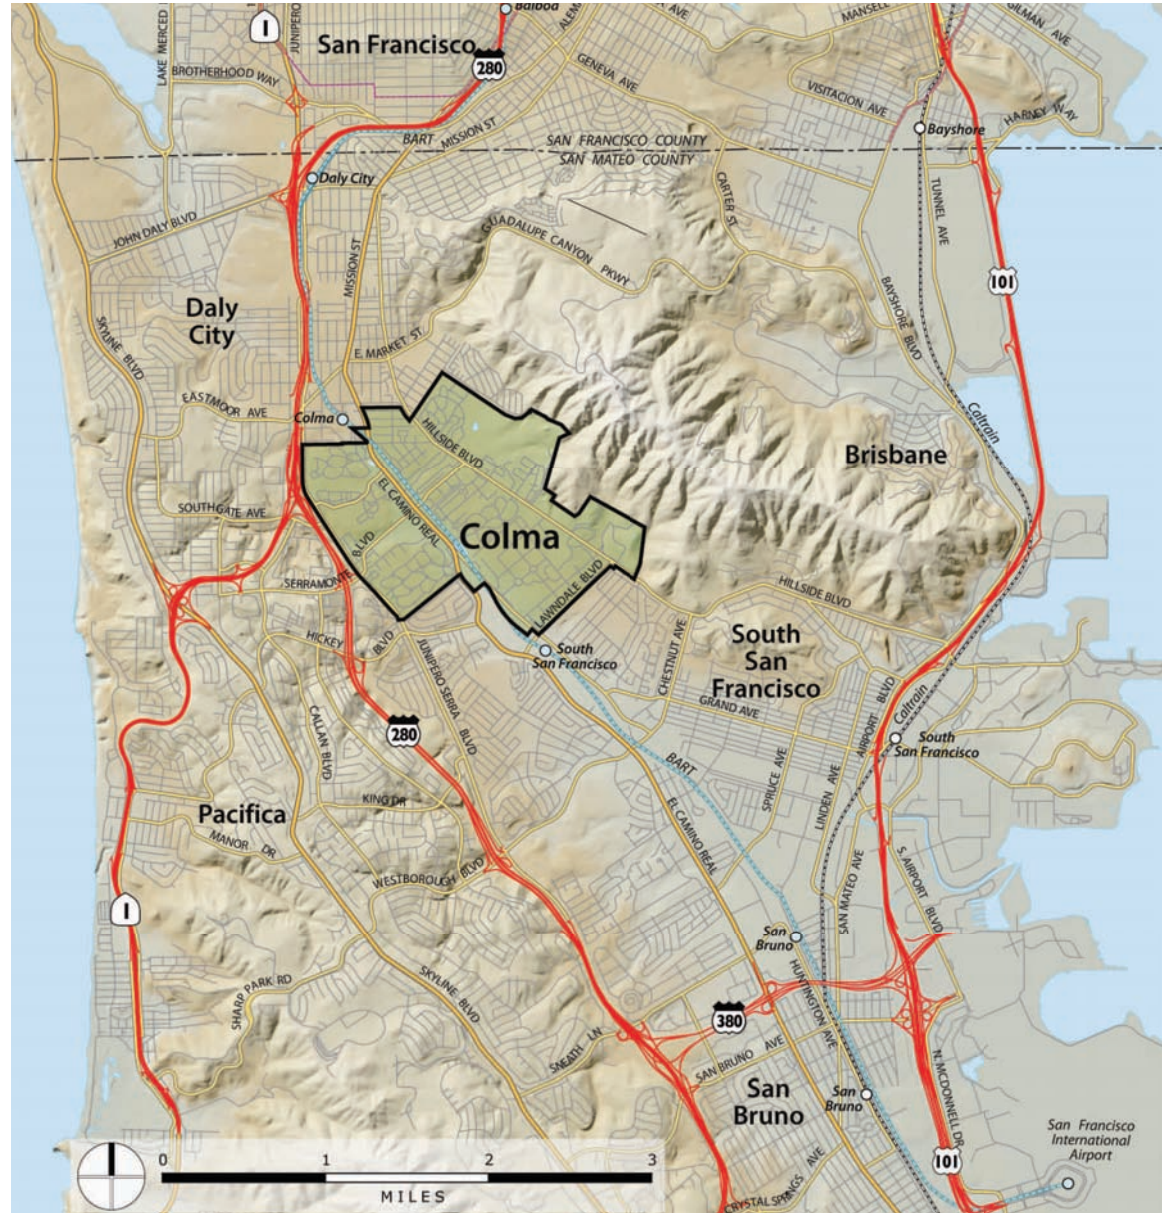 1
JUNIPERO
LAKE MERCED
San Francisco
280
Balboa
ALEM
AVE
MANSELL
GILMAN AVE
BROTHERHOOD WAY
GENEVA AVE
VISITACION AVE
HARNEY WAY
BART
MISSION ST
SAN FRANCISCO COUNTY
SAN MATEO COUNTY
Bayshore
Daly City
CARTER ST
TUNNEL AVE
JOHN DALY BLVD
MISSION ST
GUADALUPE CANYON PKWY
101
BAYSHORE BLVD
Daly
City
SKYLINE BLVD
E. MARKET ST
EASTMOOR AVE
Colma
HILLSIDE BLVD
Caltrain
Brisbane
EL CAMINO REAL
SOUTHGATE AVE
Colma
SERRAMONTE
BLVD
LAWNDALE BLVD
HILLSIDE BLVD
HICKEY
BLVD
JUNIPERO SERRA
BLVD
South
San Francisco
CHESTNUT AVE
South
San
Francisco
GRAND AVE
AIRPORT BLVD
Caltrain
South
San Francisco
CALLAN BLVD
280
BART
SPRUCE AVE
LINDEN AVE
Pacifica
KING DR
MANOR DR
EL CAMINO REAL
WESTBOROUGH BLVD
SAN MATEO AVE
S. AIRPORT BLVD
1
San
Bruno
SHARP PARK RD
SKYLINE BLVD
HUNTINGTON AVE
380
SNEATH LN
SAN BRUNO AVE
San
Bruno
San
Bruno
N. MCDONNELL DR
San Francisco
International
Airport
101
CRYSTAL SPRINGS AVE
0 1 2 3
MILES